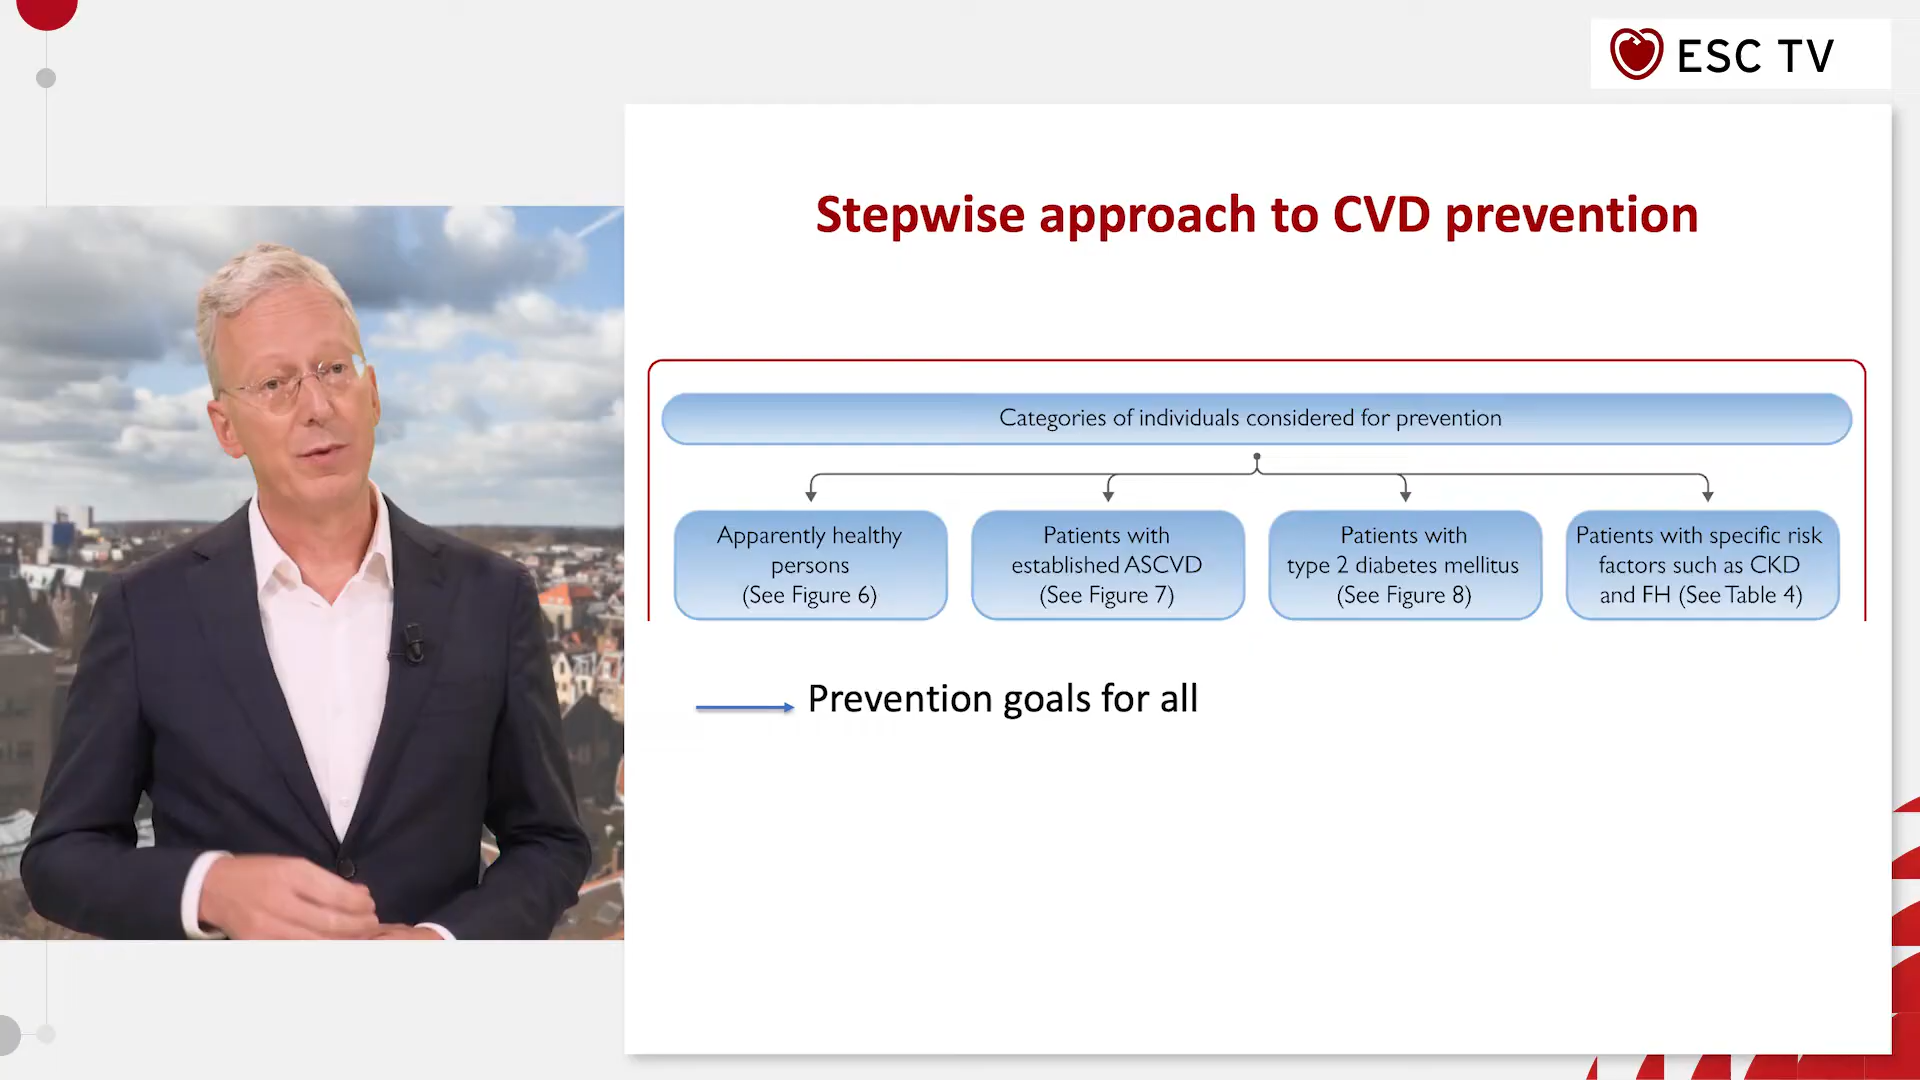 ESC TV
Stepwise approach to CVD prevention
Categories of individuals considered for prevention
Apparently healthy
persons
(See Figure 6)
Patients with
established ASCVD
(See Figure 7)
Patients with
type 2 diabetes mellitus
(See Figure 8)
Patients with specific risk
factors such as CKD
and FH (See Table 4)
Prevention goals for all